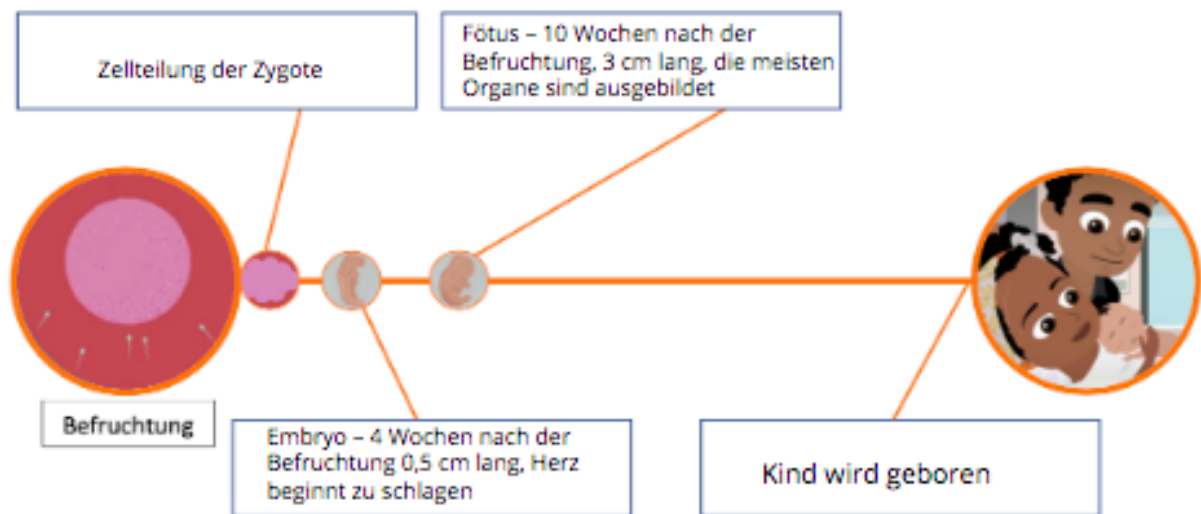 Zellteilung der Zygote
Fötus – 10 Wochen nach der
Befruchtung, 3 cm lang, die meisten
Organe sind ausgebildet
Befruchtung
Embryo – 4 Wochen nach der
Befruchtung 0,5 cm lang, Herz
beginnt zu schlagen
Kind wird geboren